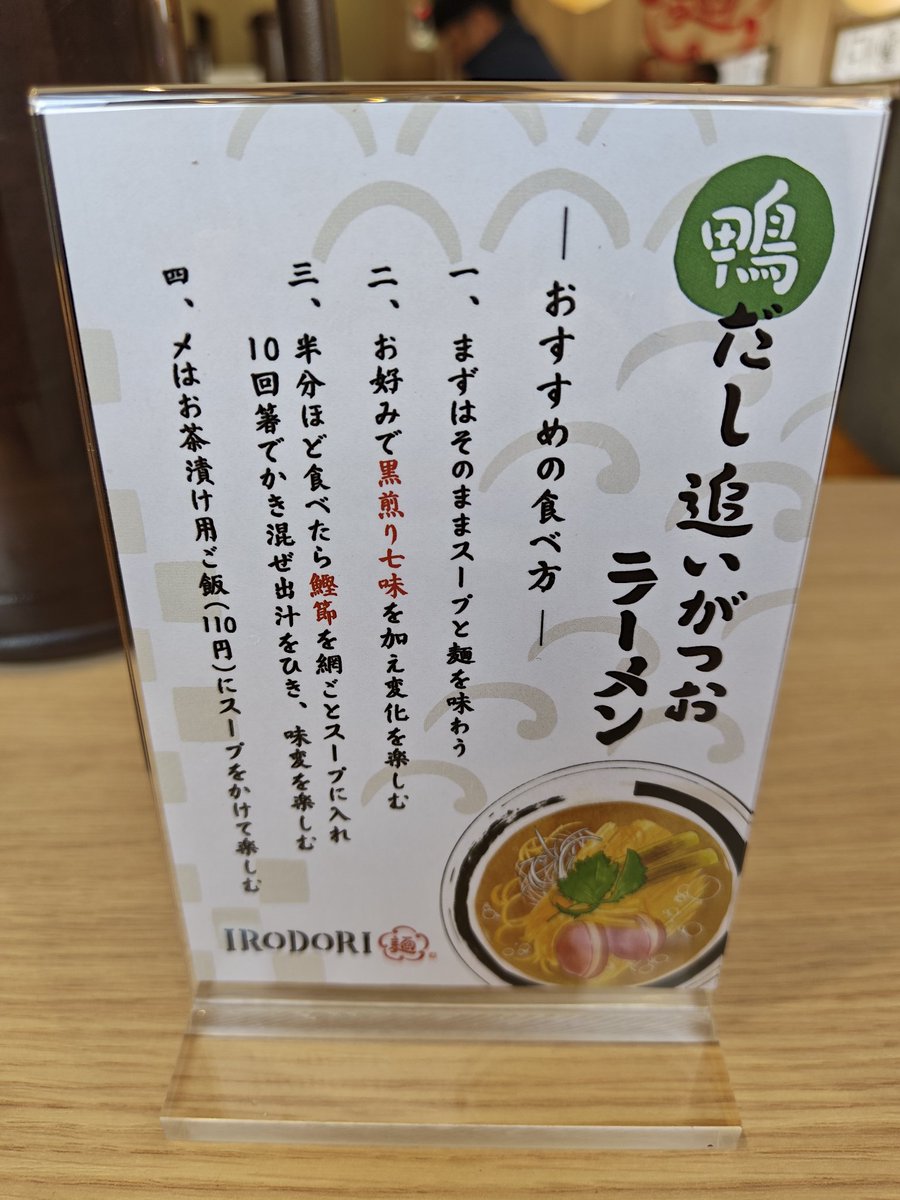 鴨だし追いがつお
ラーメン
― おすすめの食べ方 ―
一、まずはそのままスープと麺を味わう
二、お好みで黒煎り七味を加え変化を楽しむ
三、半分ほど食べたら鰹節を網ごとスープに入れ
10回箸でかき混ぜ出汁をひき、味変を楽しむ
四、〆はお茶漬け用ご飯(110円)にスープをかけて楽しむ
IRODORI 麺